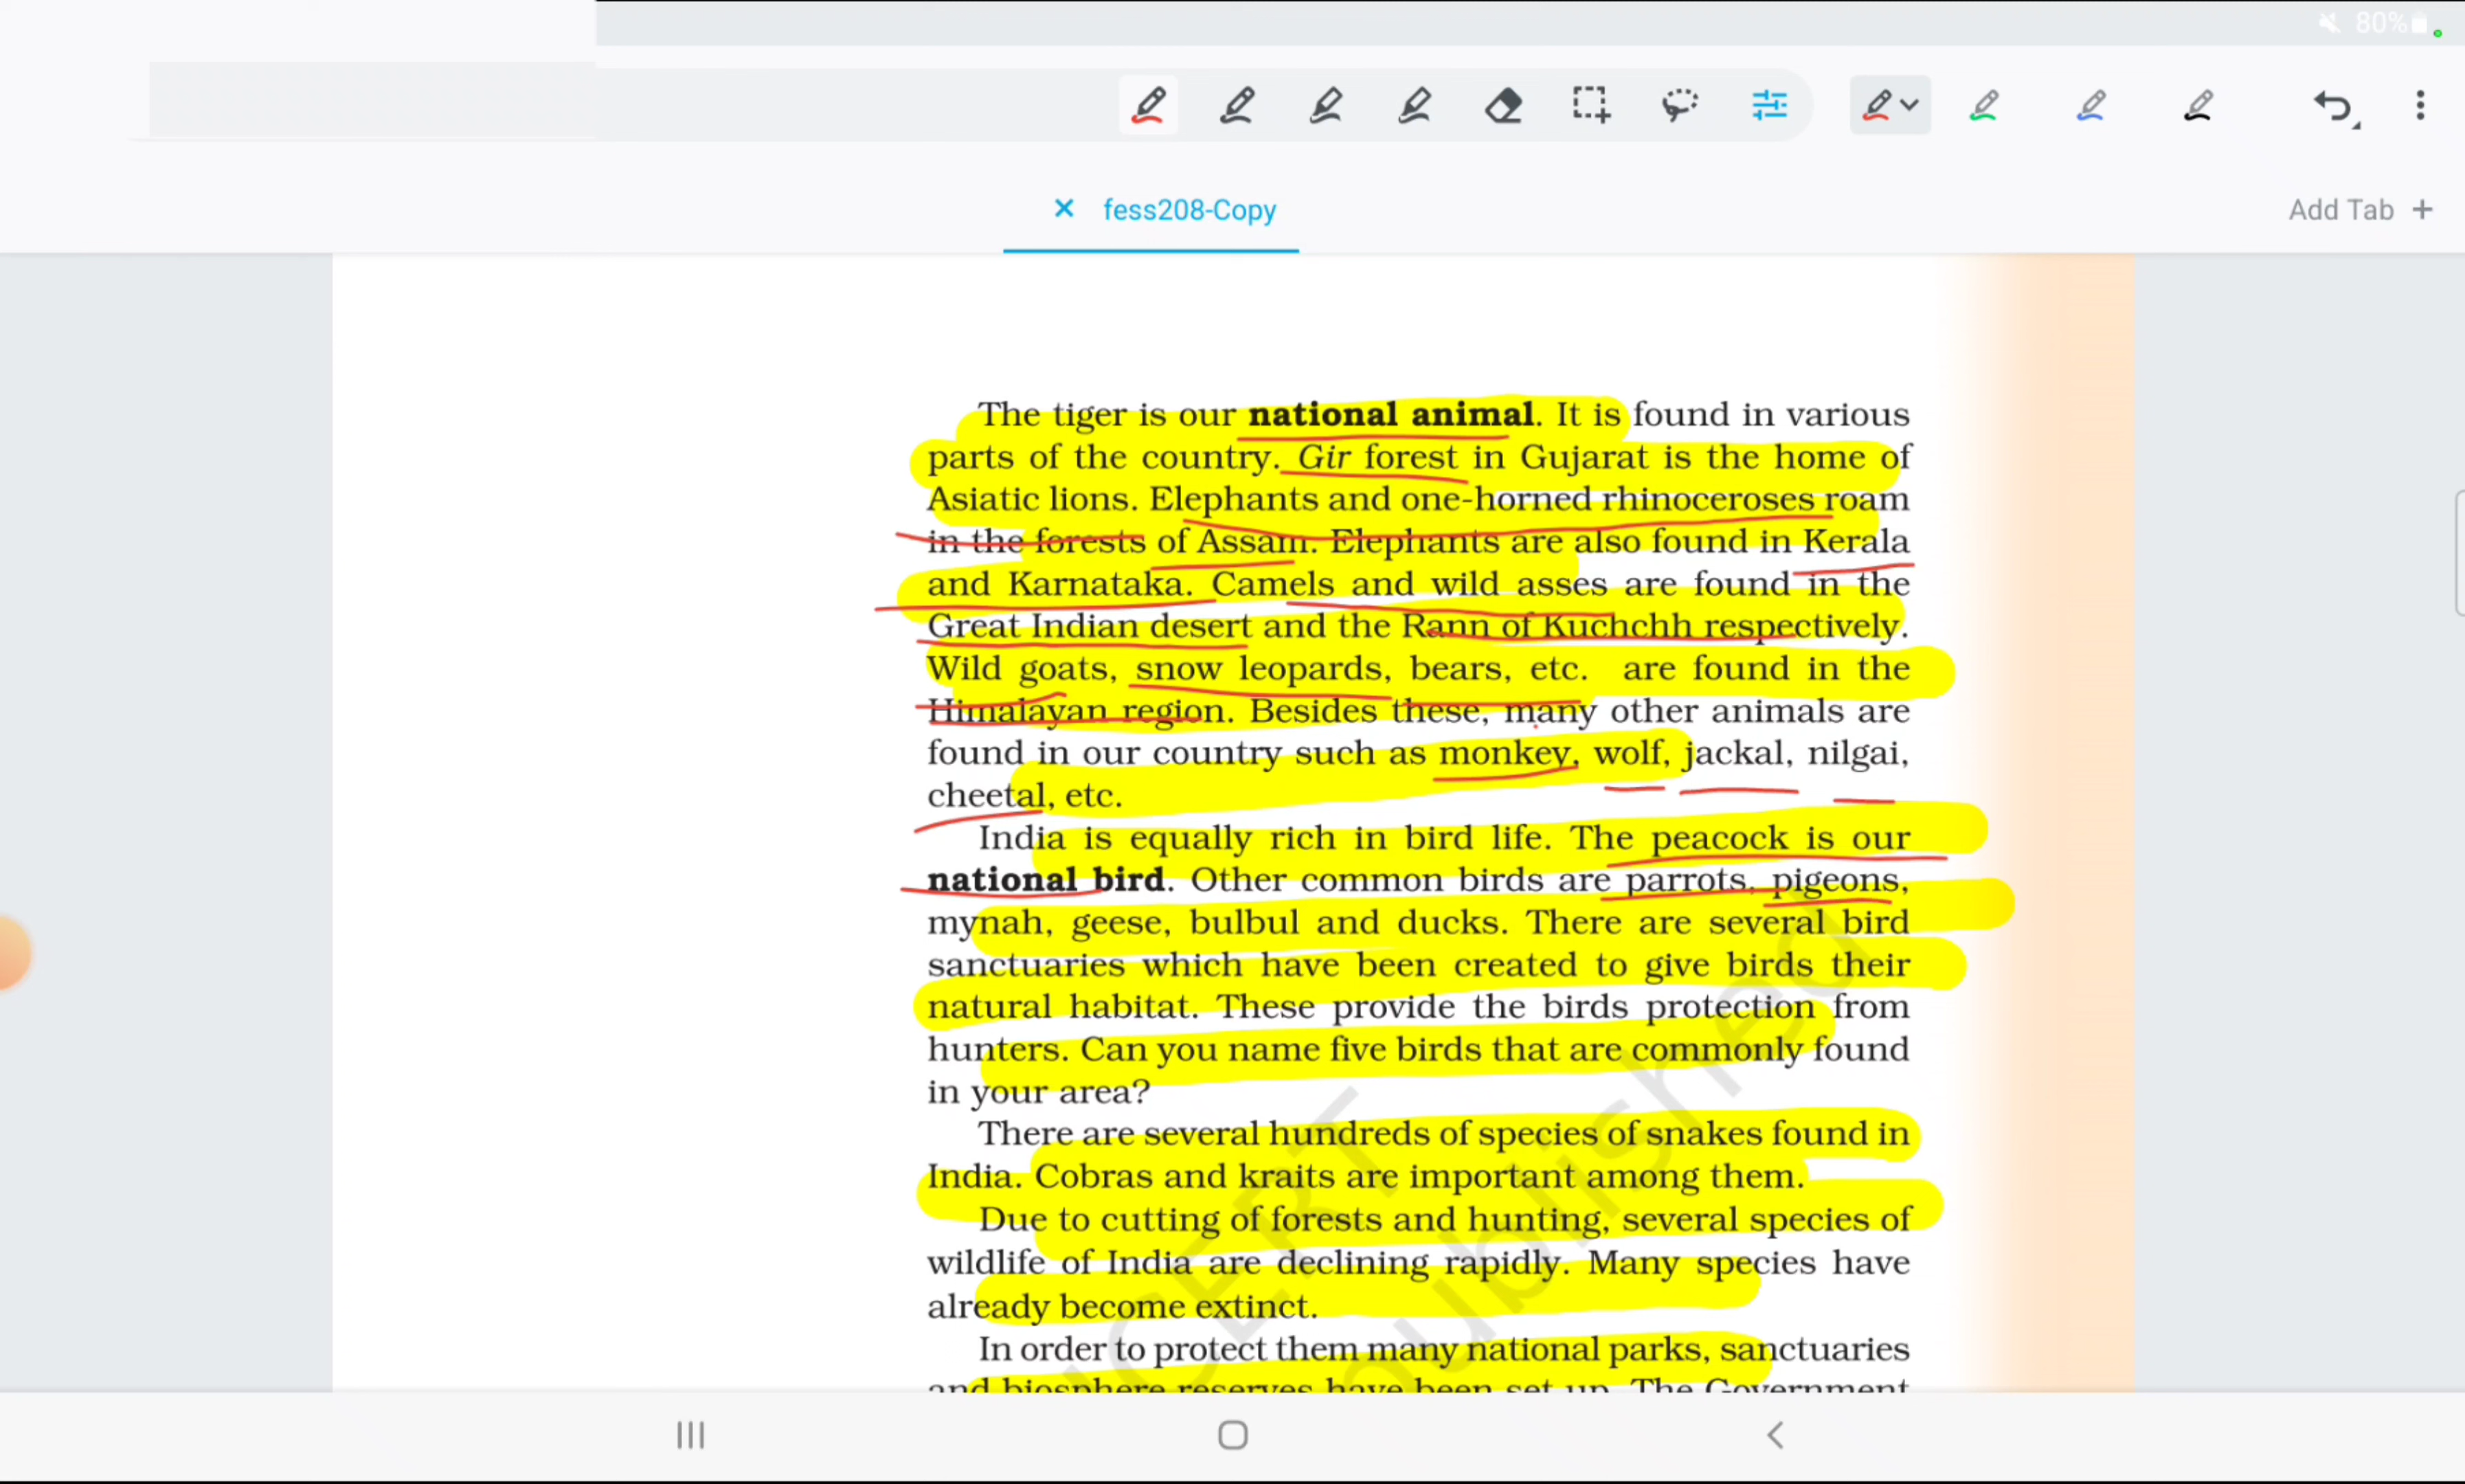 80%
fess208-Copy
Add Tab +
The tiger is our national animal. It is found in various
parts of the country. Gir forest in Gujarat is the home of
Asiatic lions. Elephants and one-horned rhinoceroses roam
in the forests of Assam. Elephants are also found in Kerala
and Karnataka. Camels and wild asses are found in the
Great Indian desert and the Rann of Kuchchh respectively.
Wild goats, snow leopards, bears, etc. are found in the
Himalayan region. Besides these, many other animals are
found in our country such as monkey, wolf, jackal, nilgai,
cheetal, etc.
India is equally rich in bird life. The peacock is our
national bird. Other common birds are parrots, pigeons,
mynah, geese, bulbul and ducks. There are several bird
sanctuaries which have been created to give birds their
natural habitat. These provide the birds protection from
hunters. Can you name five birds that are commonly found
in your area?
There are several hundreds of species of snakes found in
India. Cobras and kraits are important among them.
Due to cutting of forests and hunting, several species of
wildlife of India are declining rapidly. Many species have
already become extinct.
In order to protect them many national parks, sanctuaries
and biosphere reserves have been set up. The Government